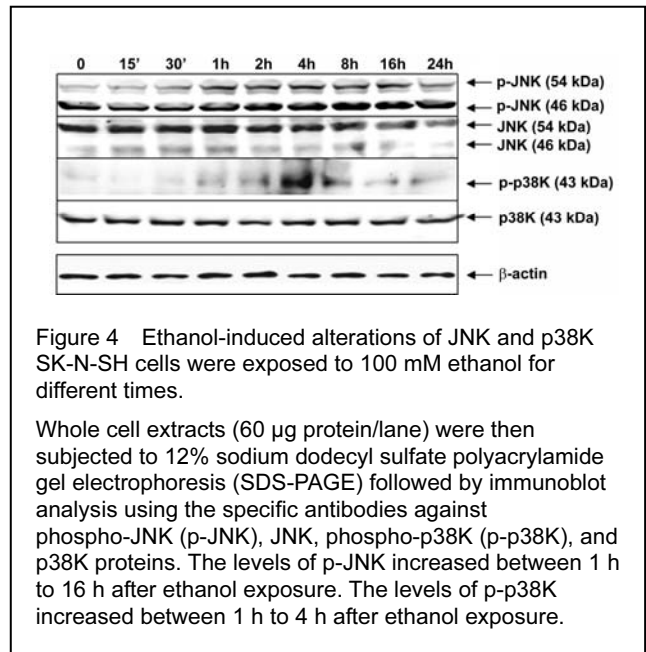 0 15' 30' 1h 2h 4h 8h 16h 24h
p-JNK (54 kDa)
p-JNK (46 kDa)
JNK (54 kDa)
JNK (46 kDa)
p-p38K (43 kDa)
p38K (43 kDa)
β-actin
Figure 4 Ethanol-induced alterations of JNK and p38K
SK-N-SH cells were exposed to 100 mM ethanol for
different times.
Whole cell extracts (60 µg protein/lane) were then
subjected to 12% sodium dodecyl sulfate polyacrylamide
gel electrophoresis (SDS-PAGE) followed by immunoblot
analysis using the specific antibodies against
phospho-JNK (p-JNK), JNK, phospho-p38K (p-p38K), and
p38K proteins. The levels of p-JNK increased between 1 h
to 16 h after ethanol exposure. The levels of p-p38K
increased between 1 h to 4 h after ethanol exposure.